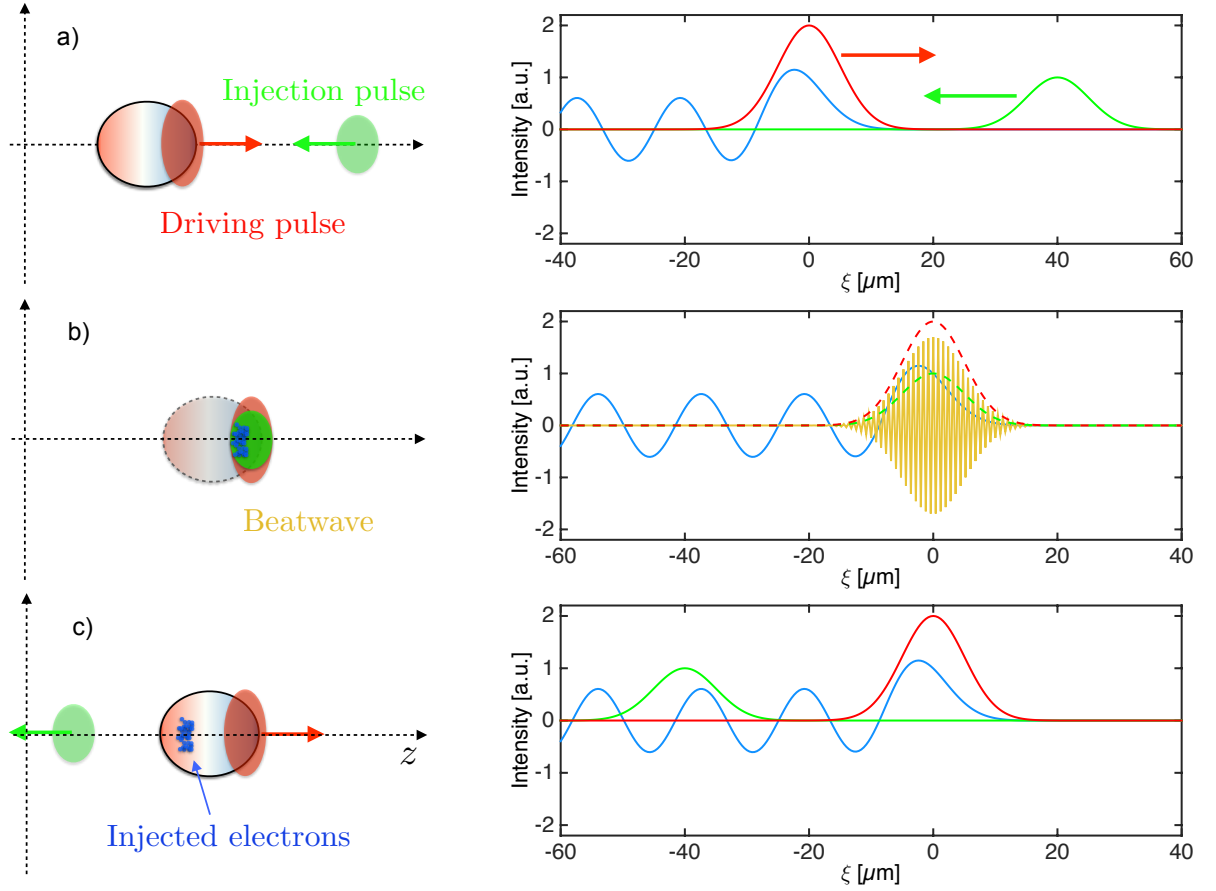 a)
Injection pulse
Driving pulse
Intensity [a.u.]
2
1
0
-1
-2
-40
-20
0
20
40
60
ξ [µm]
b)
Beatwave
Intensity [a.u.]
2
1
0
-1
-2
-60
-40
-20
0
20
40
ξ [µm]
c)
z
Injected electrons
Intensity [a.u.]
2
1
0
-1
-2
-60
-40
-20
0
20
40
ξ [µm]